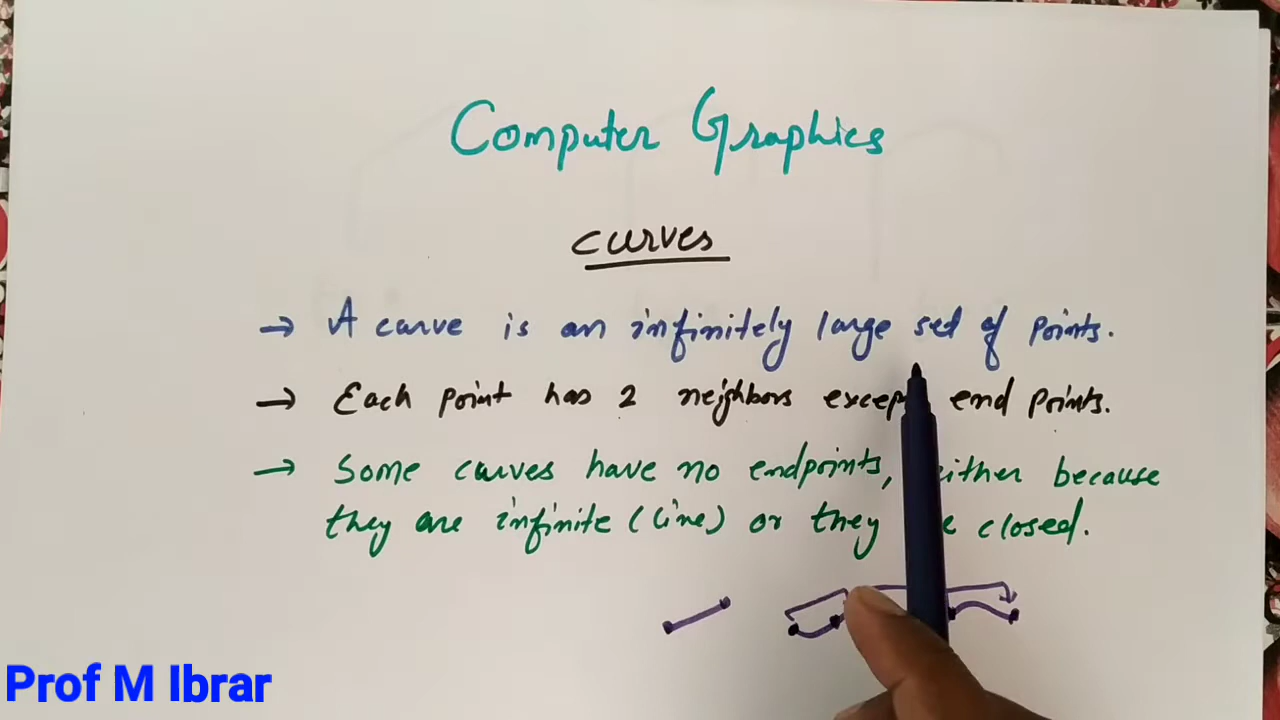 Computer Graphics
curves
→ A curve is an infinitely large set of points.
→ Each point has 2 neighbors except end points.
→ Some curves have no endpoints, either because
they are infinite (line) or they are closed.
Prof M Ibrar